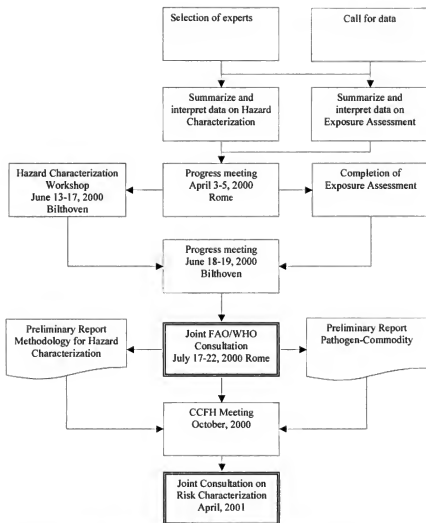 Selection of experts
Call for data
Summarize and
interpret data on Hazard
Characterization
Summarize and
interpret data on
Exposure Assessment
Hazard Characterization
Workshop
June 13-17, 2000
Bilthoven
Progress meeting
April 3-5, 2000
Rome
Completion of
Exposure Assessment
Progress meeting
June 18-19, 2000
Bilthoven
Preliminary Report
Methodology for Hazard
Characterization
Joint FAO/WHO
Consultation
July 17-22, 2000 Rome
Preliminary Report
Pathogen-Commodity
CCFH Meeting
October, 2000
Joint Consultation on
Risk Characterization
April, 2001